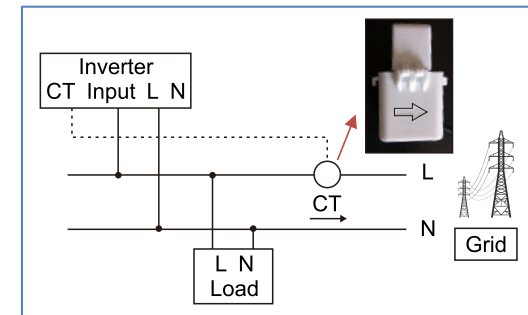 Inverter
CT Input L N
L
CT
N
Grid
L N
Load